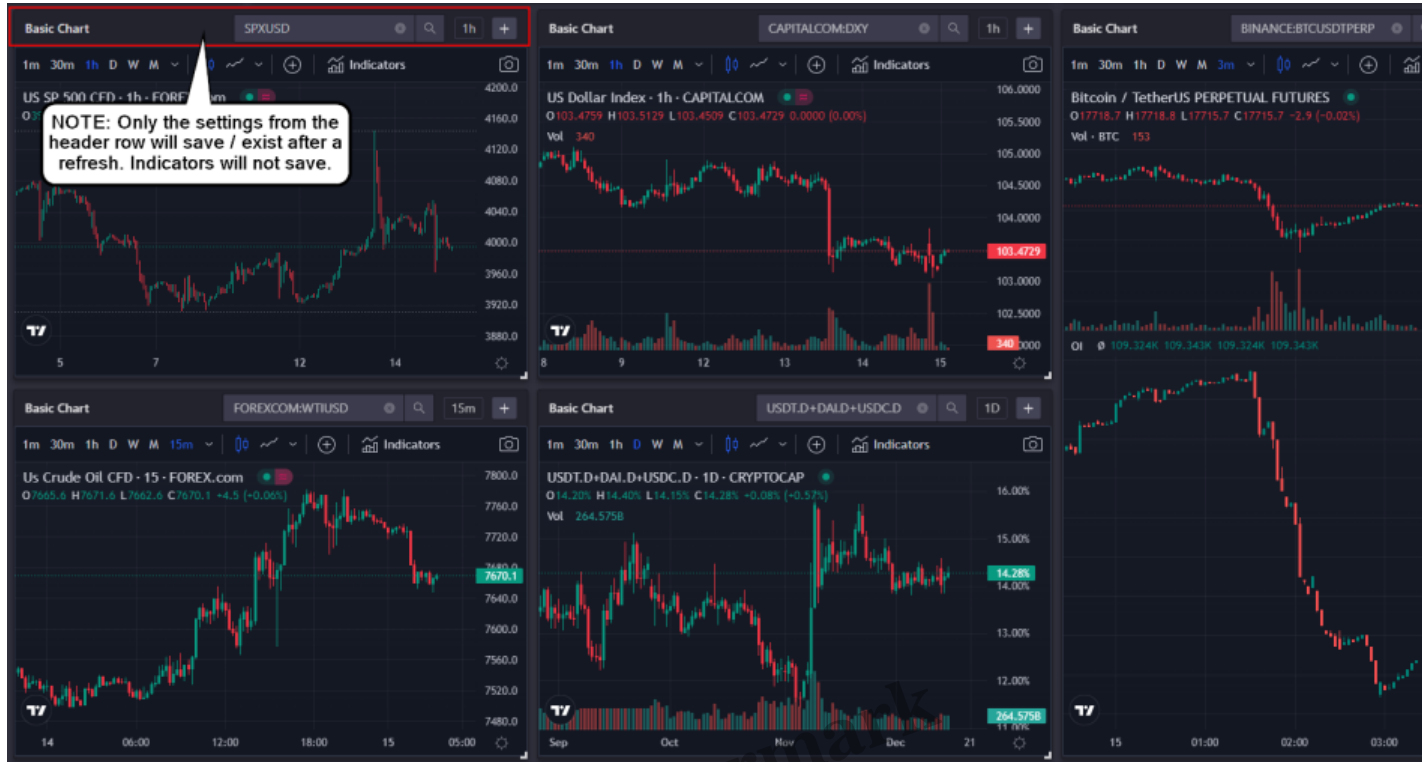 Basic Chart SPXUSD 1h +
1m 30m 1h D W M Indicators
US SP 500 CFD · 1h · FOREX.com
NOTE: Only the settings from the
header row will save / exist after a
refresh. Indicators will not save.
4200.0
4160.0
4120.0
4080.0
4040.0
4000.0
3960.0
3920.0
3880.0
5 7 12 14
Basic Chart CAPITALCOM:DXY 1h +
1m 30m 1h D W M Indicators
US Dollar Index · 1h · CAPITALCOM
O103.4759 H103.5129 L103.4509 C103.4729 0.0000 (0.00%)
Vol 340
106.0000
105.5000
105.0000
104.5000
104.0000
103.4729
103.0000
102.5000
340
8 9 12 13 14 15
Basic Chart BINANCE:BTCUSDTPERP
1m 30m 1h D W M 3m
Bitcoin / TetherUS PERPETUAL FUTURES
O17718.7 H17718.8 L17715.7 C17715.7 -2.9 (-0.02%)
Vol · BTC 153
OI Ø 109.324K 109.343K 109.324K 109.343K
15 01:00 02:00 03:00
Basic Chart FOREXCOM:WTIUSD 15m +
1m 30m 1h D W M 15m Indicators
Us Crude Oil CFD · 15 · FOREX.com
O7665.6 H7671.6 L7662.6 C7670.1 +4.5 (+0.06%)
7800.0
7760.0
7720.0
7680.0
7670.1
7640.0
7600.0
7560.0
7520.0
7480.0
14 06:00 12:00 18:00 15 05:00
Basic Chart USDT.D+DAI.D+USDC.D 1D +
1m 30m 1h D W M Indicators
USDT.D+DAI.D+USDC.D · 1D · CRYPTOCAP
O14.20% H14.40% L14.15% C14.28% +0.08% (+0.57%)
Vol 264.575B
16.00%
15.00%
14.28%
14.00%
13.00%
12.00%
264.575B
11.00%
Sep Oct Nov Dec 21